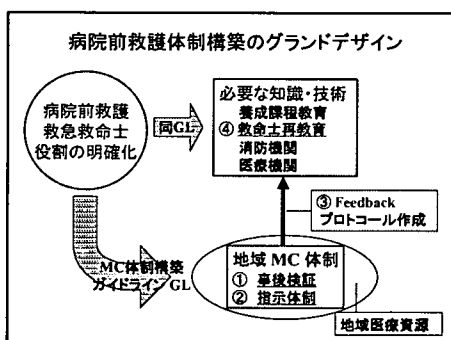 病院前救護体制構築のグランドデザイン
病院前救護
救急救命士
役割の明確化
同GL
必要な知識・技術
養成課程教育
④ 救命士再教育
消防機関
医療機関
③ Feedback
プロトコール作成
MC体制構築
ガイドライン GL
地域 MC 体制
① 事後検証
② 指示体制
地域医療資源